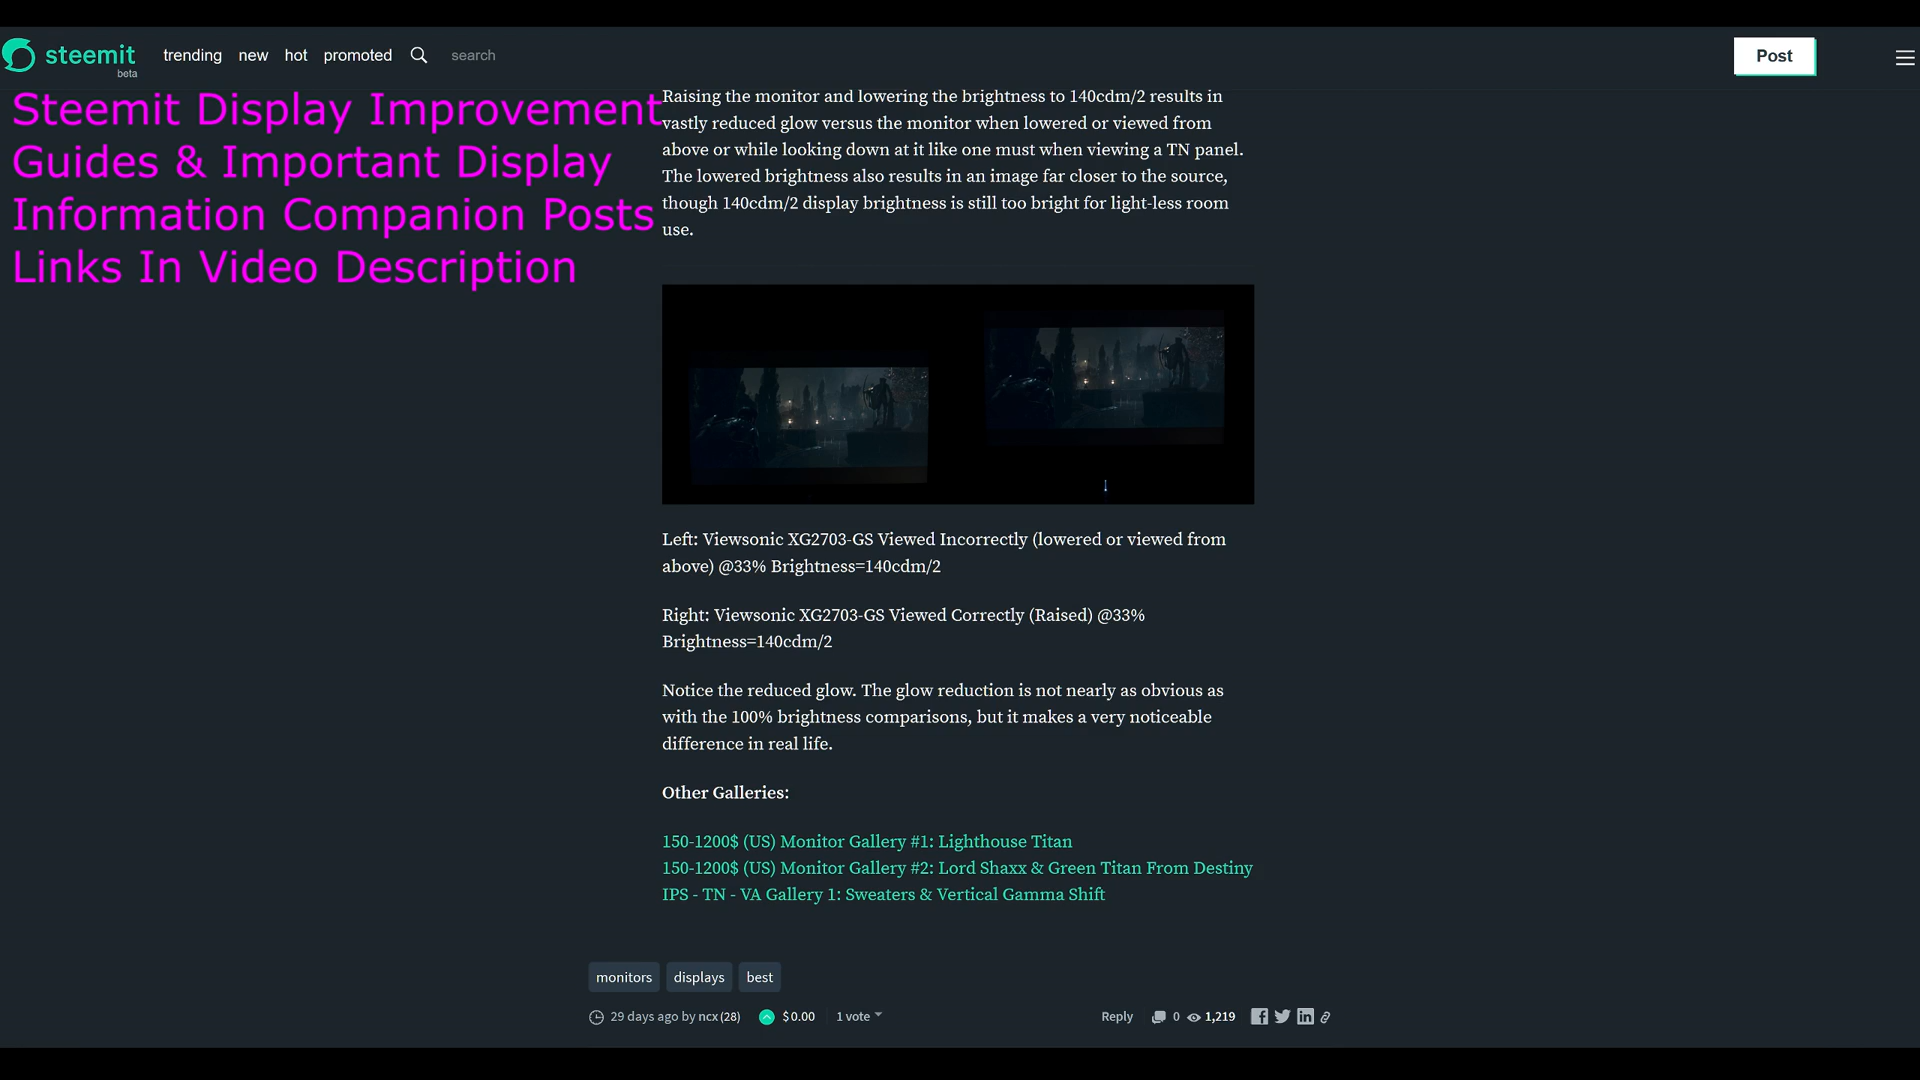 steemit
beta
trending new hot promoted search
Post
Steemit Display Improvement
Guides & Important Display
Information Companion Posts
Links In Video Description
Raising the monitor and lowering the brightness to 140cdm/2 results in
vastly reduced glow versus the monitor when lowered or viewed from
above or while looking down at it like one must when viewing a TN panel.
The lowered brightness also results in an image far closer to the source,
though 140cdm/2 display brightness is still too bright for light-less room
use.
Left: Viewsonic XG2703-GS Viewed Incorrectly (lowered or viewed from
above) @33% Brightness=140cdm/2
Right: Viewsonic XG2703-GS Viewed Correctly (Raised) @33%
Brightness=140cdm/2
Notice the reduced glow. The glow reduction is not nearly as obvious as
with the 100% brightness comparisons, but it makes a very noticeable
difference in real life.
Other Galleries:
150-1200$ (US) Monitor Gallery #1: Lighthouse Titan
150-1200$ (US) Monitor Gallery #2: Lord Shaxx & Green Titan From Destiny
IPS - TN - VA Gallery 1: Sweaters & Vertical Gamma Shift
monitors displays best
29 days ago by ncx (28) $0.00 1 vote Reply 0 1,219